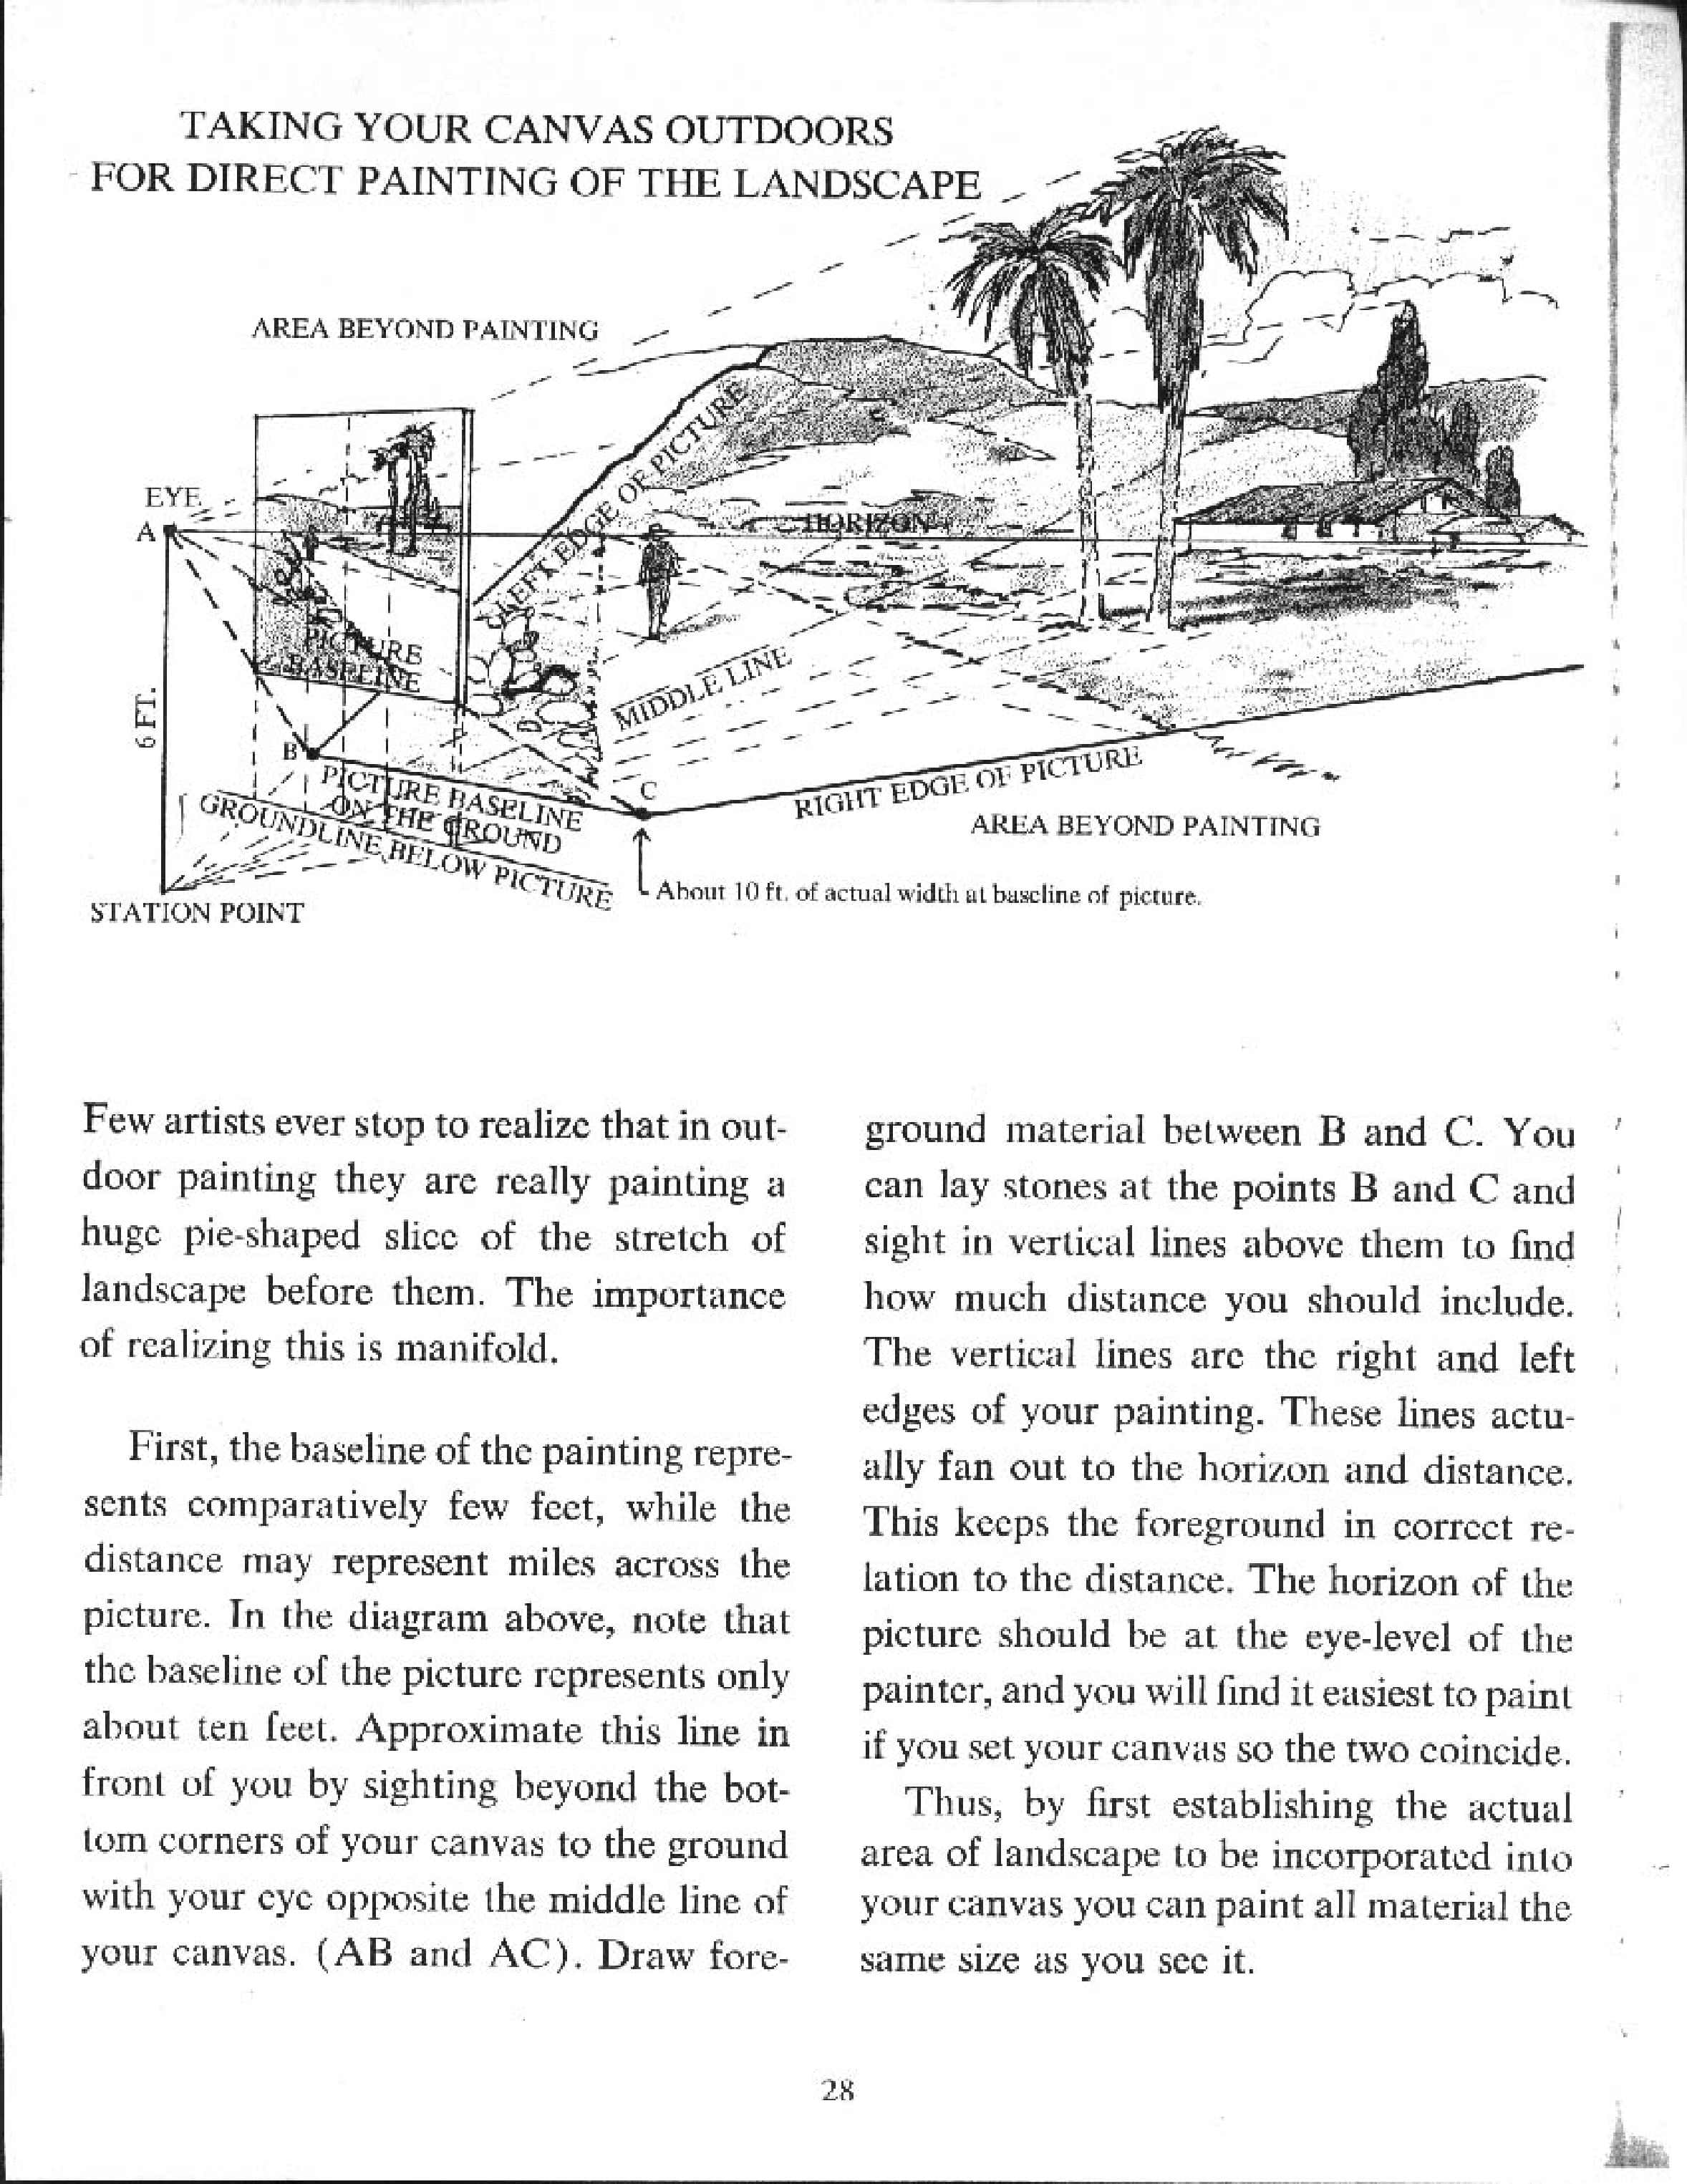 TAKING YOUR CANVAS OUTDOORS
FOR DIRECT PAINTING OF THE LANDSCAPE
AREA BEYOND PAINTING
EYE
A
LEFT EDGE OF PICTURE
HORIZON
PICTURE
BASELINE
MIDDLE LINE
6 FT.
B
C
PICTURE BASELINE
ON THE GROUND
GROUNDLINE BELOW PICTURE
RIGHT EDGE OF PICTURE
AREA BEYOND PAINTING
About 10 ft. of actual width at baseline of picture.
STATION POINT
Few artists ever stop to realize that in out-
door painting they are really painting a
huge pie-shaped slice of the stretch of
landscape before them. The importance
of realizing this is manifold.
First, the baseline of the painting repre-
sents comparatively few feet, while the
distance may represent miles across the
picture. In the diagram above, note that
the baseline of the picture represents only
about ten feet. Approximate this line in
front of you by sighting beyond the bot-
tom corners of your canvas to the ground
with your eye opposite the middle line of
your canvas. (AB and AC). Draw fore-
ground material between B and C. You
can lay stones at the points B and C and
sight in vertical lines above them to find
how much distance you should include.
The vertical lines are the right and left
edges of your painting. These lines actu-
ally fan out to the horizon and distance.
This keeps the foreground in correct re-
lation to the distance. The horizon of the
picture should be at the eye-level of the
painter, and you will find it easiest to paint
if you set your canvas so the two coincide.
Thus, by first establishing the actual
area of landscape to be incorporated into
your canvas you can paint all material the
same size as you see it.
28